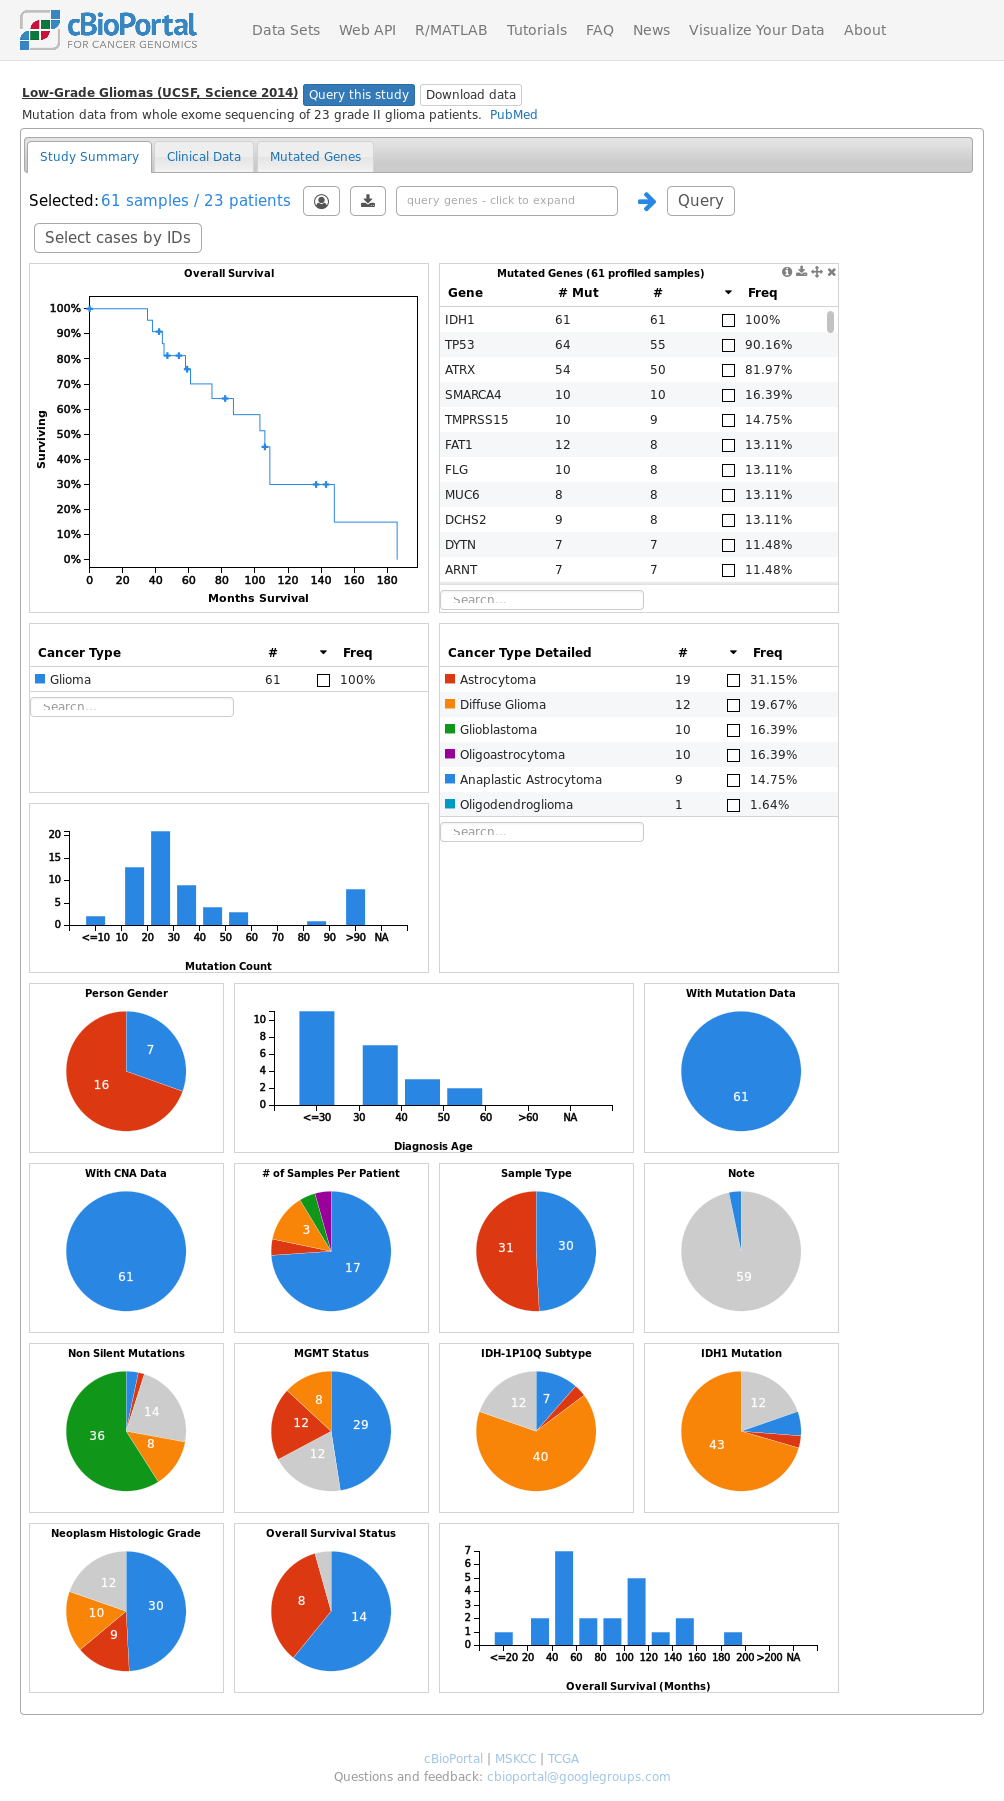 cBioPortal
FOR CANCER GENOMICS
Data Sets Web API R/MATLAB Tutorials FAQ News Visualize Your Data About
Low-Grade Gliomas (UCSF, Science 2014) Query this study Download data
Mutation data from whole exome sequencing of 23 grade II glioma patients. PubMed
Study Summary Clinical Data Mutated Genes
Selected: 61 samples / 23 patients query genes - click to expand Query
Select cases by IDs
Overall Survival
100%
90%
80%
70%
60%
50%
40%
30%
20%
10%
0%
Surviving
0 20 40 60 80 100 120 140 160 180
Months Survival
Mutated Genes (61 profiled samples)
Gene # Mut # Freq
IDH1 61 61 100%
TP53 64 55 90.16%
ATRX 54 50 81.97%
SMARCA4 10 10 16.39%
TMPRSS15 10 9 14.75%
FAT1 12 8 13.11%
FLG 10 8 13.11%
MUC6 8 8 13.11%
DCHS2 9 8 13.11%
DYTN 7 7 11.48%
ARNT 7 7 11.48%
Search...
Cancer Type # Freq
Glioma 61 100%
Search...
Cancer Type Detailed # Freq
Astrocytoma 19 31.15%
Diffuse Glioma 12 19.67%
Glioblastoma 10 16.39%
Oligoastrocytoma 10 16.39%
Anaplastic Astrocytoma 9 14.75%
Oligodendroglioma 1 1.64%
Search...
20
15
10
5
0
<=10 10 20 30 40 50 60 70 80 90 >90 NA
Mutation Count
Person Gender
7
16
10
8
6
4
2
0
<=30 30 40 50 60 >60 NA
Diagnosis Age
With Mutation Data
61
With CNA Data
61
# of Samples Per Patient
3
17
Sample Type
31 30
Note
59
Non Silent Mutations
14
36
8
MGMT Status
8
12 29
12
IDH-1P10Q Subtype
12 7
40
IDH1 Mutation
12
43
Neoplasm Histologic Grade
12
30
10
9
Overall Survival Status
8
14
7
6
5
4
3
2
1
0
<=20 20 40 60 80 100 120 140 160 180 200 >200 NA
Overall Survival (Months)
cBioPortal | MSKCC | TCGA
Questions and feedback: cbioportal@googlegroups.com